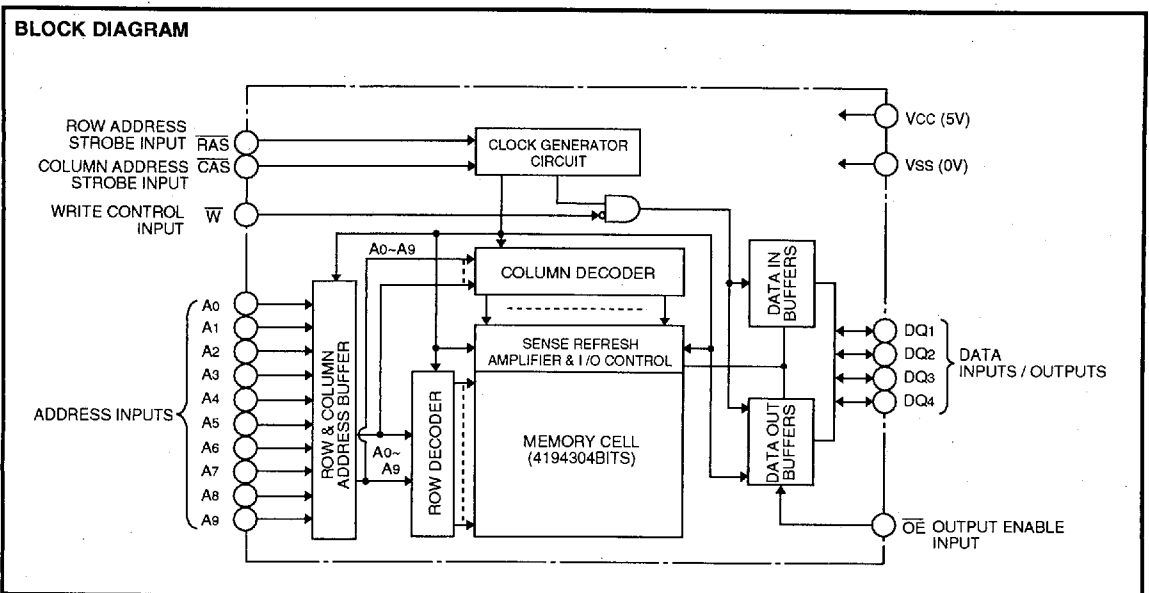 BLOCK DIAGRAM
ROW ADDRESS
STROBE INPUT RAS
COLUMN ADDRESS CAS
STROBE INPUT
WRITE CONTROL W
INPUT
CLOCK GENERATOR
CIRCUIT
VCC (5V)
VSS (0V)
A0~A9
COLUMN DECODER
SENSE REFRESH
AMPLIFIER & I/O CONTROL
MEMORY CELL
(4194304BITS)
ROW & COLUMN
ADDRESS BUFFER
A0~
A9
ROW DECODER
DATA IN
BUFFERS
DATA OUT
BUFFERS
ADDRESS INPUTS
A0
A1
A2
A3
A4
A5
A6
A7
A8
A9
DQ1
DQ2
DQ3
DQ4
DATA
INPUTS / OUTPUTS
OE OUTPUT ENABLE
INPUT